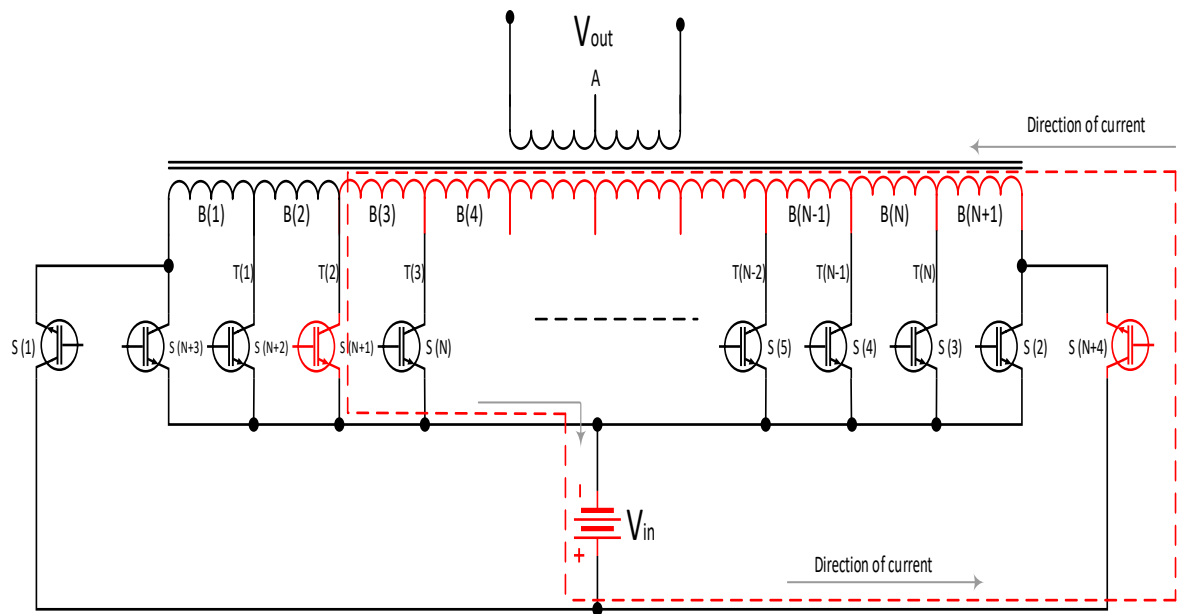 Vout
A
Direction of current
B(1)
B(2)
B(3)
B(4)
B(N-1)
B(N)
B(N+1)
T(1)
T(2)
T(3)
T(N-2)
T(N-1)
T(N)
S (1)
S (N+3)
S (N+2)
S (N+1)
S (N)
S (5)
S (4)
S (3)
S (2)
S (N+4)
-
Vin
+
Direction of current